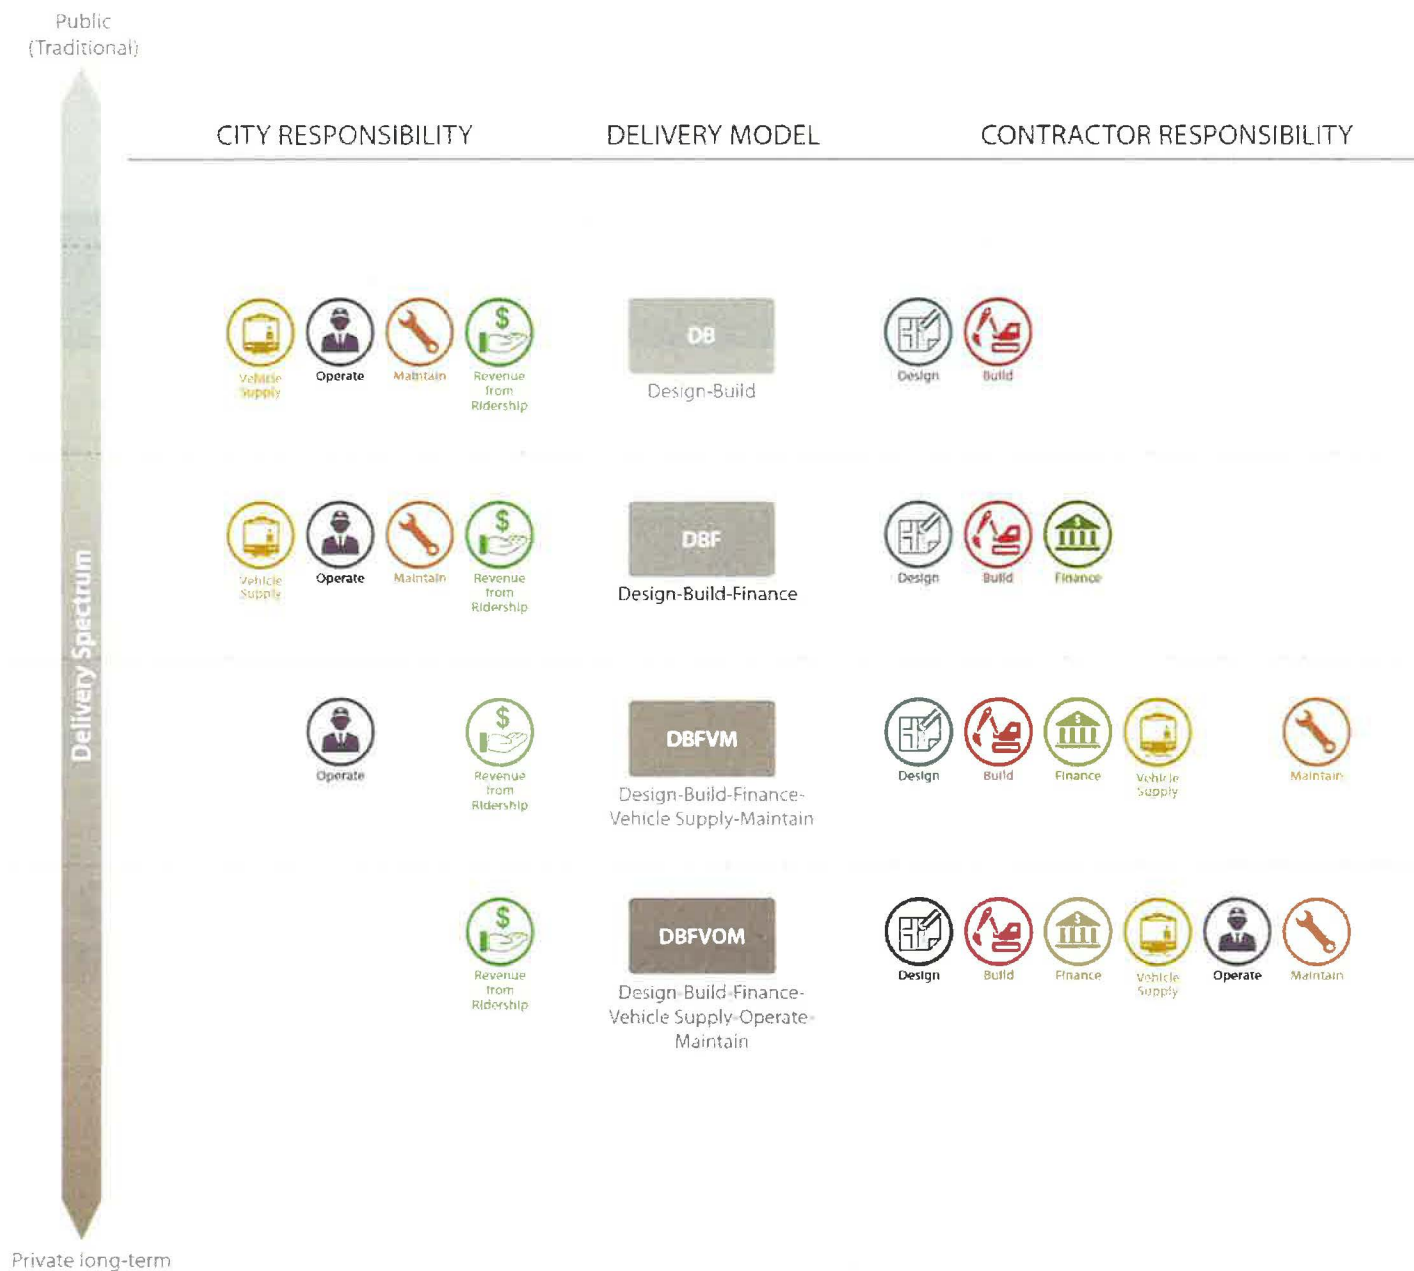 Public
(Traditional)
CITY RESPONSIBILITY
DELIVERY MODEL
CONTRACTOR RESPONSIBILITY
Delivery Spectrum
Vehicle
Supply
Operate
Maintain
Revenue
from
Ridership
DB
Design-Build
Design
Build
Vehicle
Supply
Operate
Maintain
Revenue
from
Ridership
DBF
Design-Build-Finance
Design
Build
Finance
Operate
Revenue
from
Ridership
DBFVM
Design-Build-Finance-
Vehicle Supply-Maintain
Design
Build
Finance
Vehicle
Supply
Maintain
Revenue
from
Ridership
DBFVOM
Design-Build-Finance-
Vehicle Supply-Operate-
Maintain
Design
Build
Finance
Vehicle
Supply
Operate
Maintain
Private long-term